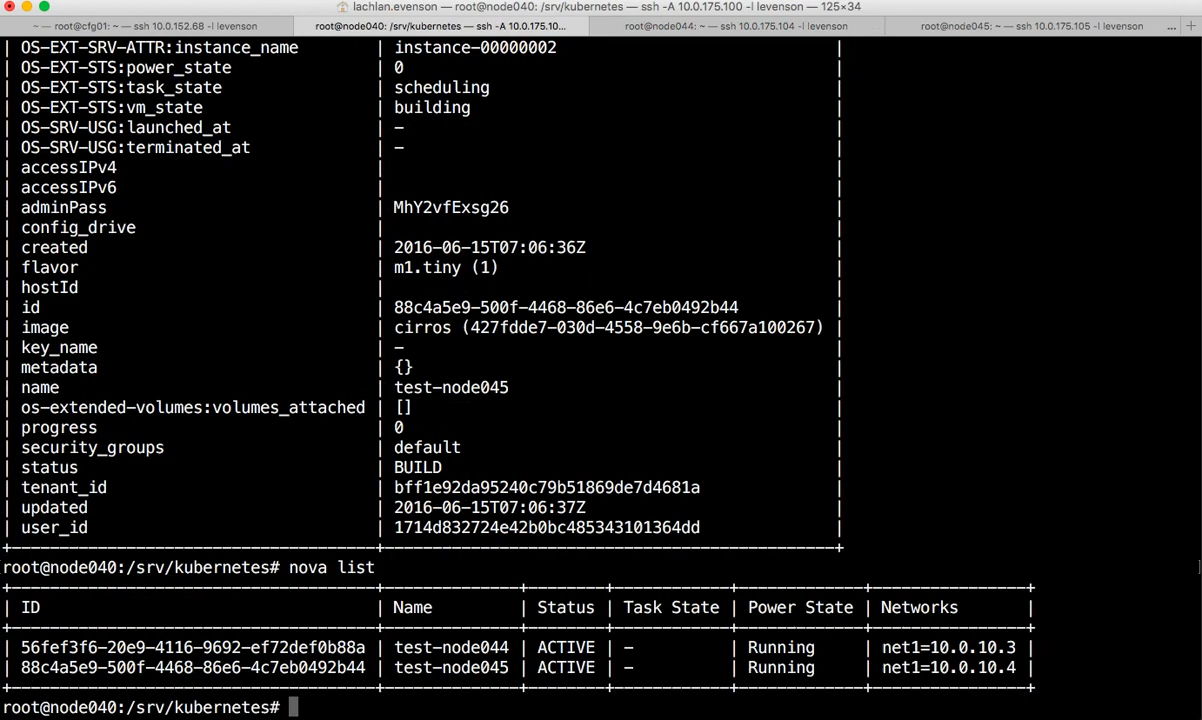 lachlan.evenson — root@node040: /srv/kubernetes — ssh -A 10.0.175.100 -l levenson — 125×34
~ — root@cfg01: ~ — ssh 10.0.152.68 -l levenson
root@node040: /srv/kubernetes — ssh -A 10.0.175.10...
root@node044: ~ — ssh 10.0.175.104 -l levenson
root@node045: ~ — ssh 10.0.175.105 -l levenson
... +
| OS-EXT-SRV-ATTR:instance_name | instance-00000002 |
| OS-EXT-STS:power_state | 0 |
| OS-EXT-STS:task_state | scheduling |
| OS-EXT-STS:vm_state | building |
| OS-SRV-USG:launched_at | - |
| OS-SRV-USG:terminated_at | - |
| accessIPv4 | |
| accessIPv6 | |
| adminPass | MhY2vfExsg26 |
| config_drive | |
| created | 2016-06-15T07:06:36Z |
| flavor | m1.tiny (1) |
| hostId | |
| id | 88c4a5e9-500f-4468-86e6-4c7eb0492b44 |
| image | cirros (427fdde7-030d-4558-9e6b-cf667a100267) |
| key_name | - |
| metadata | {} |
| name | test-node045 |
| os-extended-volumes:volumes_attached | [] |
| progress | 0 |
| security_groups | default |
| status | BUILD |
| tenant_id | bff1e92da95240c79b51869de7d4681a |
| updated | 2016-06-15T07:06:37Z |
| user_id | 1714d832724e42b0bc485343101364dd |
+--------------------------------------+--------------------------------------------------+
root@node040:/srv/kubernetes# nova list
+--------------------------------------+--------------+--------+------------+-------------+----------------+
| ID | Name | Status | Task State | Power State | Networks |
+--------------------------------------+--------------+--------+------------+-------------+----------------+
| 56fef3f6-20e9-4116-9692-ef72def0b88a | test-node044 | ACTIVE | - | Running | net1=10.0.10.3 |
| 88c4a5e9-500f-4468-86e6-4c7eb0492b44 | test-node045 | ACTIVE | - | Running | net1=10.0.10.4 |
+--------------------------------------+--------------+--------+------------+-------------+----------------+
root@node040:/srv/kubernetes#